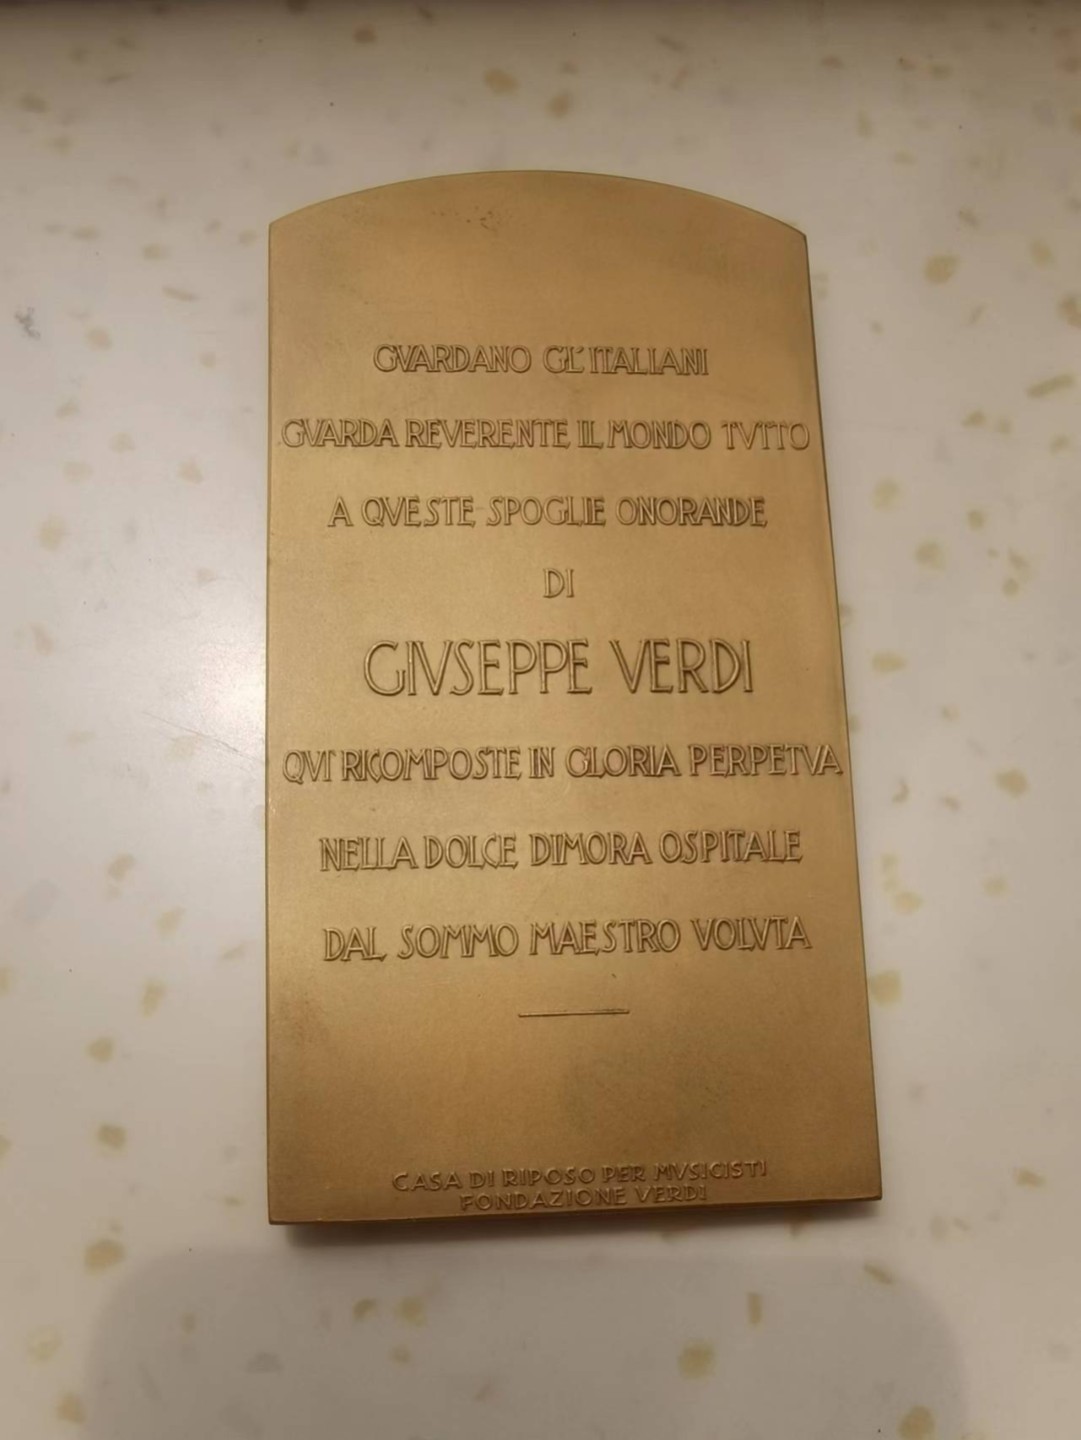 GVARDANO GL'ITALIANI
GVARDA REVERENTE IL MONDO TVTTO
A QVESTE SPOGLIE ONORANDE
DI
GIVSEPPE VERDI
QVI RICOMPOSTE IN GLORIA PERPETVA
NELLA DOLCE DIMORA OSPITALE
DAL SOMMO MAESTRO VOLVTA
CASA DI RIPOSO PER MVSICISTI
FONDAZIONE VERDI